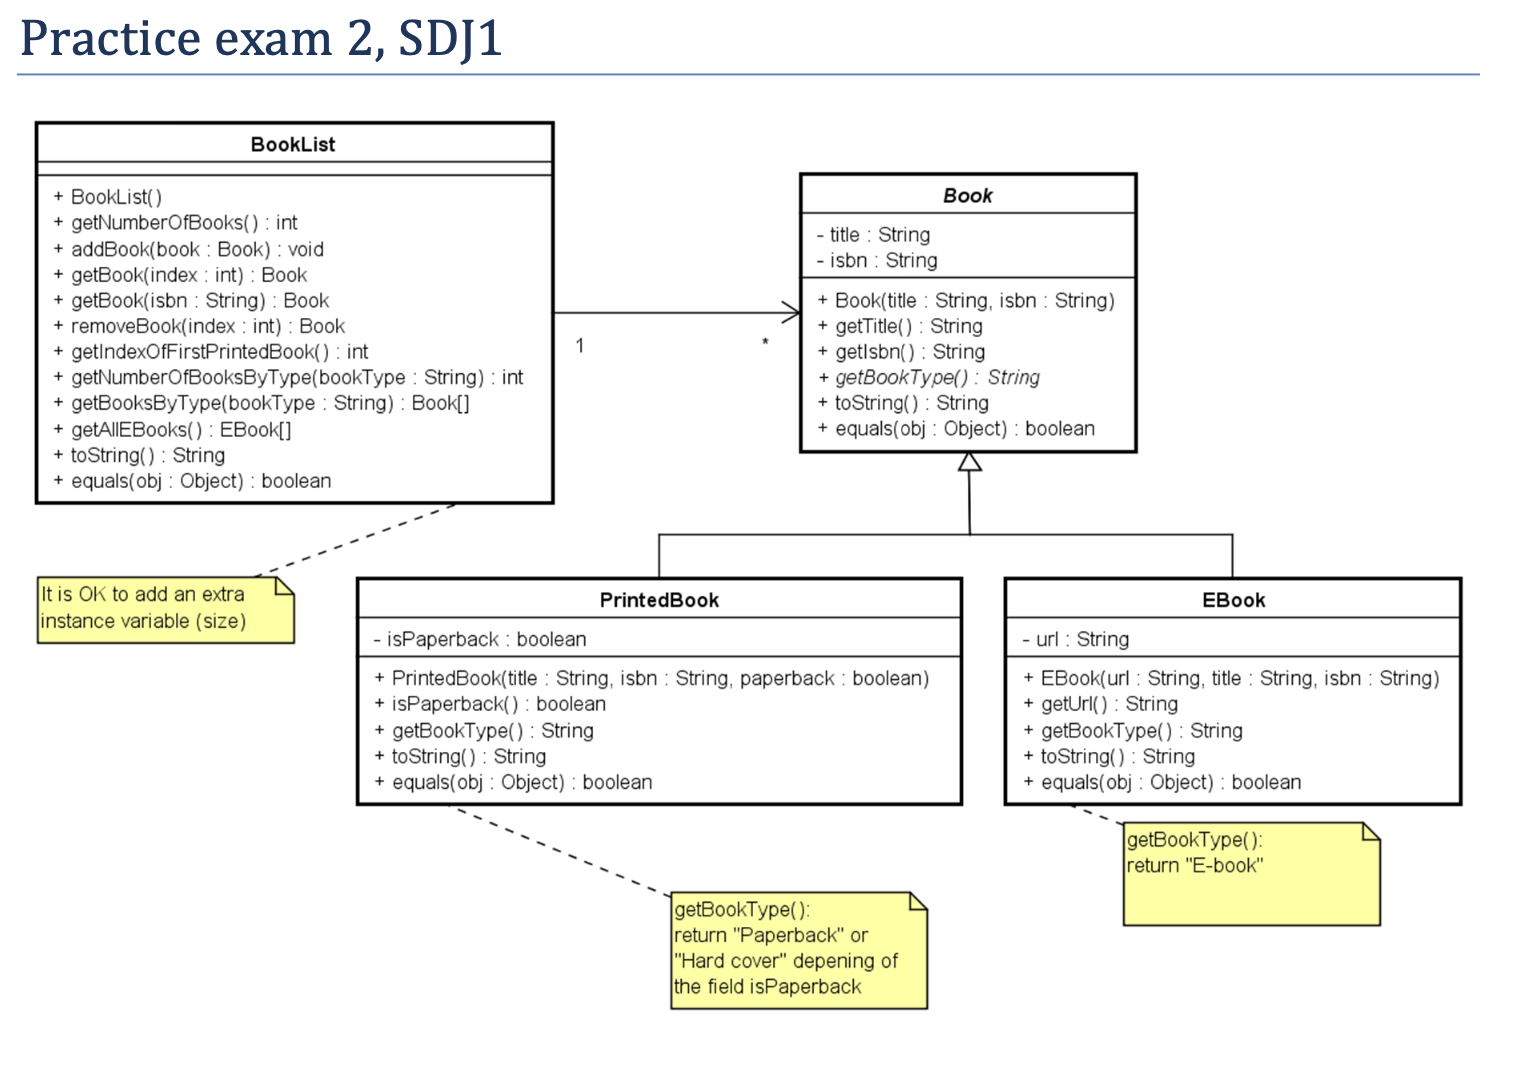 Practice exam 2, SDJ1
BookList
+ BookList()
+ getNumberOfBooks() : int
+ addBook(book : Book) : void
+ getBook(index : int) : Book
+ getBook(isbn : String) : Book
+ removeBook(index : int) : Book
+ getIndexOfFirstPrintedBook() : int
+ getNumberOfBooksByType(bookType : String) : int
+ getBooksByType(bookType : String) : Book[]
+ getAllEBooks() : EBook[]
+ toString() : String
+ equals(obj : Object) : boolean
1
*
Book
- title : String
- isbn : String
+ Book(title : String, isbn : String)
+ getTitle() : String
+ getIsbn() : String
+ getBookType() : String
+ toString() : String
+ equals(obj : Object) : boolean
It is OK to add an extra
instance variable (size)
PrintedBook
- isPaperback : boolean
+ PrintedBook(title : String, isbn : String, paperback : boolean)
+ isPaperback() : boolean
+ getBookType() : String
+ toString() : String
+ equals(obj : Object) : boolean
EBook
- url : String
+ EBook(url : String, title : String, isbn : String)
+ getUrl() : String
+ getBookType() : String
+ toString() : String
+ equals(obj : Object) : boolean
getBookType():
return "Paperback" or
"Hard cover" depening of
the field isPaperback
getBookType():
return "E-book"